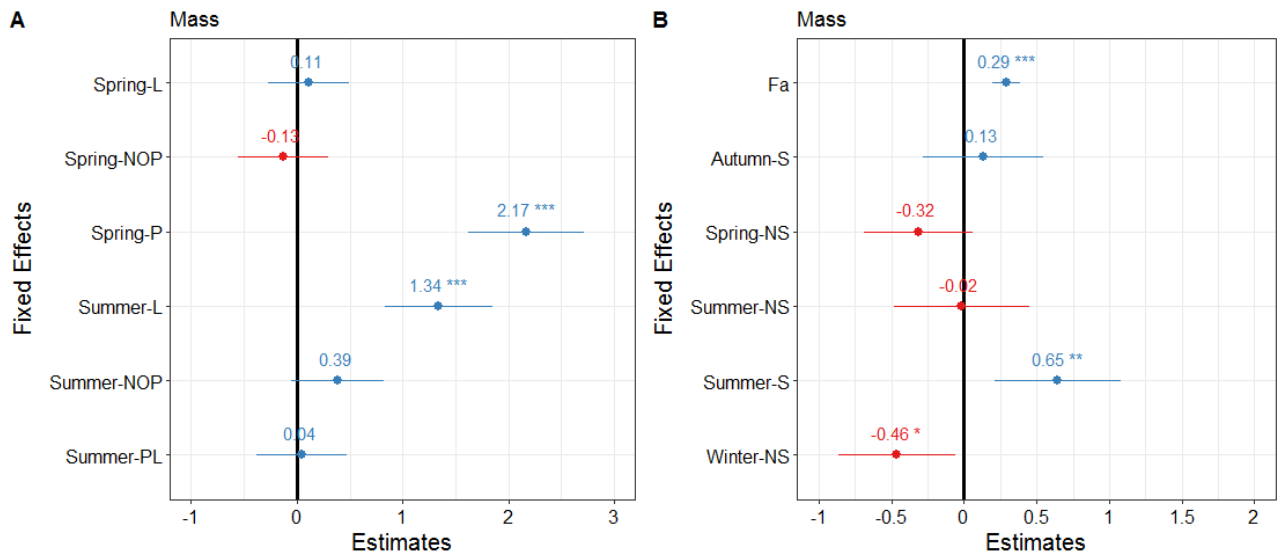 A
Mass
Fixed Effects
Spring-L
0.11
Spring-NOP
-0.13
Spring-P
2.17 ***
Summer-L
1.34 ***
Summer-NOP
0.39
Summer-PL
0.04
-1 0 1 2 3
Estimates
B
Mass
Fixed Effects
Fa
0.29 ***
Autumn-S
0.13
Spring-NS
-0.32
Summer-NS
-0.02
Summer-S
0.65 **
Winter-NS
-0.46 *
-1 -0.5 0 0.5 1 1.5 2
Estimates